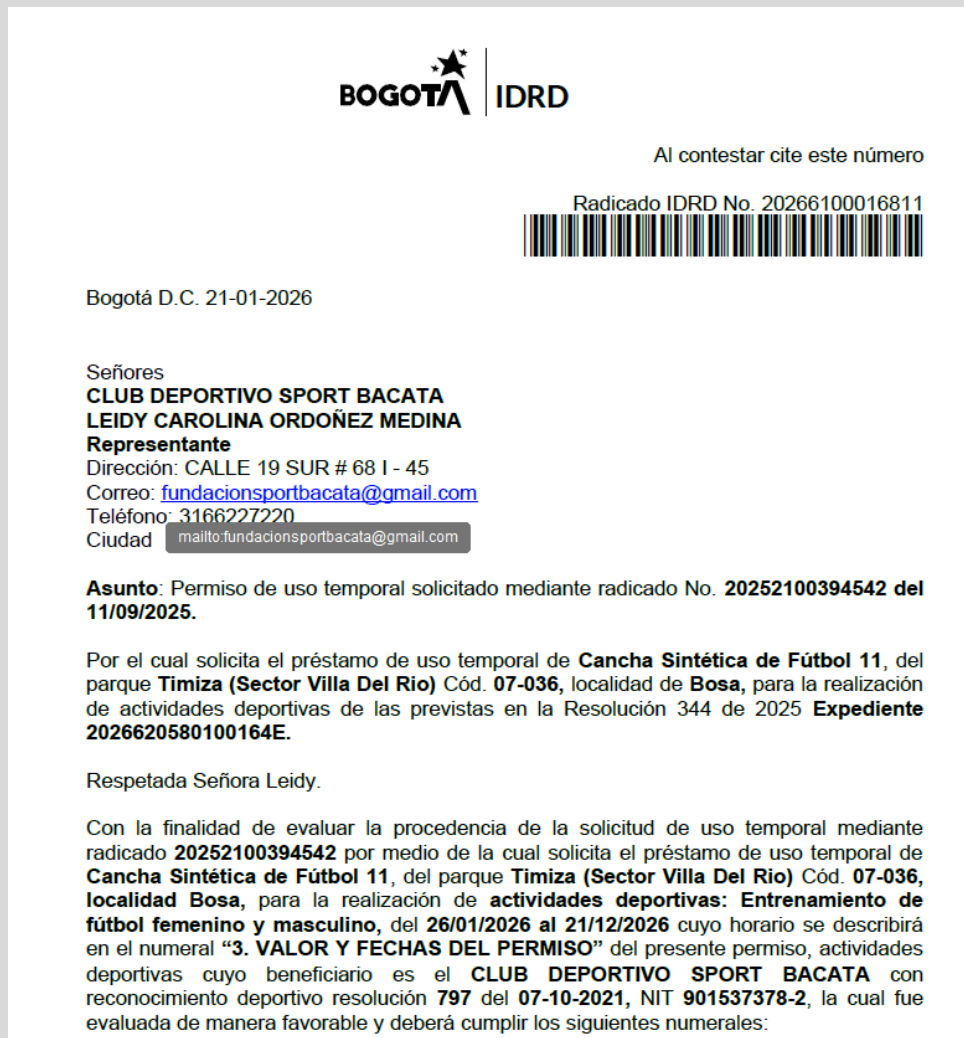 BOGOTÁ
IDRD
Al contestar cite este número
Radicado IDRD No. 20266100016811
Bogotá D.C. 21-01-2026
Señores
CLUB DEPORTIVO SPORT BACATA
LEIDY CAROLINA ORDOÑEZ MEDINA
Representante
Dirección: CALLE 19 SUR # 68 I - 45
Correo: fundacionsportbacata@gmail.com
Teléfono: 3166227220
Ciudad
mailto:fundacionsportbacata@gmail.com
Asunto: Permiso de uso temporal solicitado mediante radicado No. 20252100394542 del
11/09/2025.
Por el cual solicita el préstamo de uso temporal de Cancha Sintética de Fútbol 11, del
parque Timiza (Sector Villa Del Rio) Cód. 07-036, localidad de Bosa, para la realización
de actividades deportivas de las previstas en la Resolución 344 de 2025 Expediente
2026620580100164E.
Respetada Señora Leidy.
Con la finalidad de evaluar la procedencia de la solicitud de uso temporal mediante
radicado 20252100394542 por medio de la cual solicita el préstamo de uso temporal de
Cancha Sintética de Fútbol 11, del parque Timiza (Sector Villa Del Rio) Cód. 07-036,
localidad Bosa, para la realización de actividades deportivas: Entrenamiento de
fútbol femenino y masculino, del 26/01/2026 al 21/12/2026 cuyo horario se describirá
en el numeral “3. VALOR Y FECHAS DEL PERMISO” del presente permiso, actividades
deportivas cuyo beneficiario es el CLUB DEPORTIVO SPORT BACATA con
reconocimiento deportivo resolución 797 del 07-10-2021, NIT 901537378-2, la cual fue
evaluada de manera favorable y deberá cumplir los siguientes numerales: